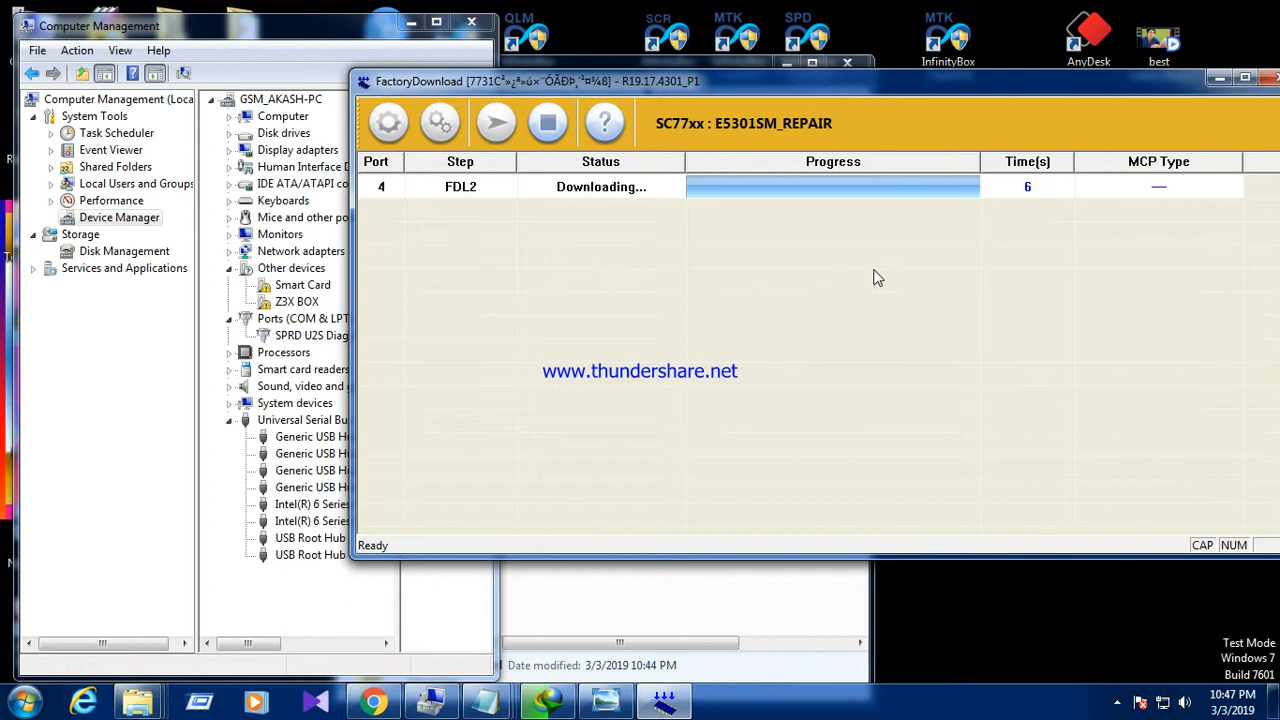 QLM
SCR
MTK
SPD
MTK
InfinityBox
AnyDesk
best
Computer Management
File Action View Help
Computer Management (Loca
System Tools
Task Scheduler
Event Viewer
Shared Folders
Local Users and Groups
Performance
Device Manager
Storage
Disk Management
Services and Applications
GSM_AKASH-PC
Computer
Disk drives
Display adapters
Human Interface D
IDE ATA/ATAPI co
Keyboards
Mice and other po
Monitors
Network adapters
Other devices
Smart Card
Z3X BOX
Ports (COM & LPT
SPRD U2S Diag
Processors
Smart card readers
Sound, video and g
System devices
Universal Serial Bu
Generic USB H
Generic USB H
Generic USB H
Generic USB H
Intel(R) 6 Series
Intel(R) 6 Series
USB Root Hub
USB Root Hub
FactoryDownload [7731C²»¿ª»ú×¨ÓÃÐÞ¸´²¤¾­8] - R19.17.4301_P1
SC77xx : E5301SM_REPAIR
Port Step Status Progress Time(s) MCP Type
4 FDL2 Downloading... 6 —
www.thundershare.net
Ready
CAP NUM
Date modified: 3/3/2019 10:44 PM
Test Mode
Windows 7
Build 7601
10:47 PM
3/3/2019